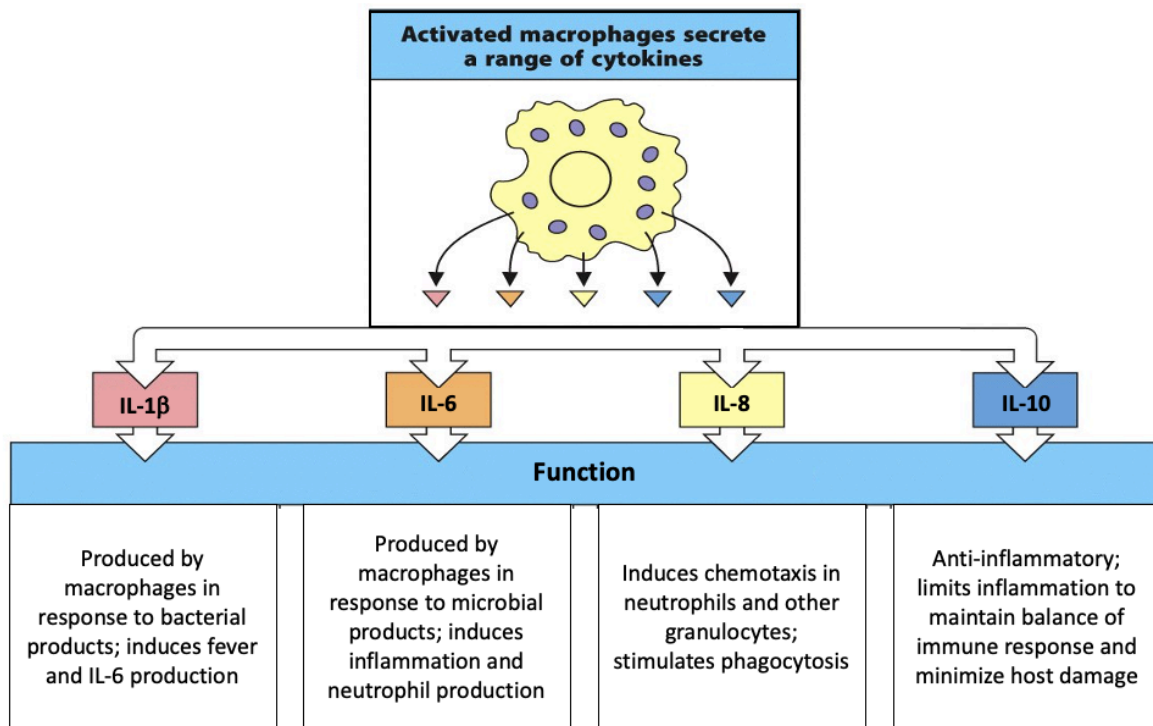 Activated macrophages secrete
a range of cytokines
IL-1β
IL-6
IL-8
IL-10
Function
Produced by
macrophages in
response to bacterial
products; induces fever
and IL-6 production
Produced by
macrophages in
response to microbial
products; induces
inflammation and
neutrophil production
Induces chemotaxis in
neutrophils and other
granulocytes;
stimulates phagocytosis
Anti-inflammatory;
limits inflammation to
maintain balance of
immune response and
minimize host damage